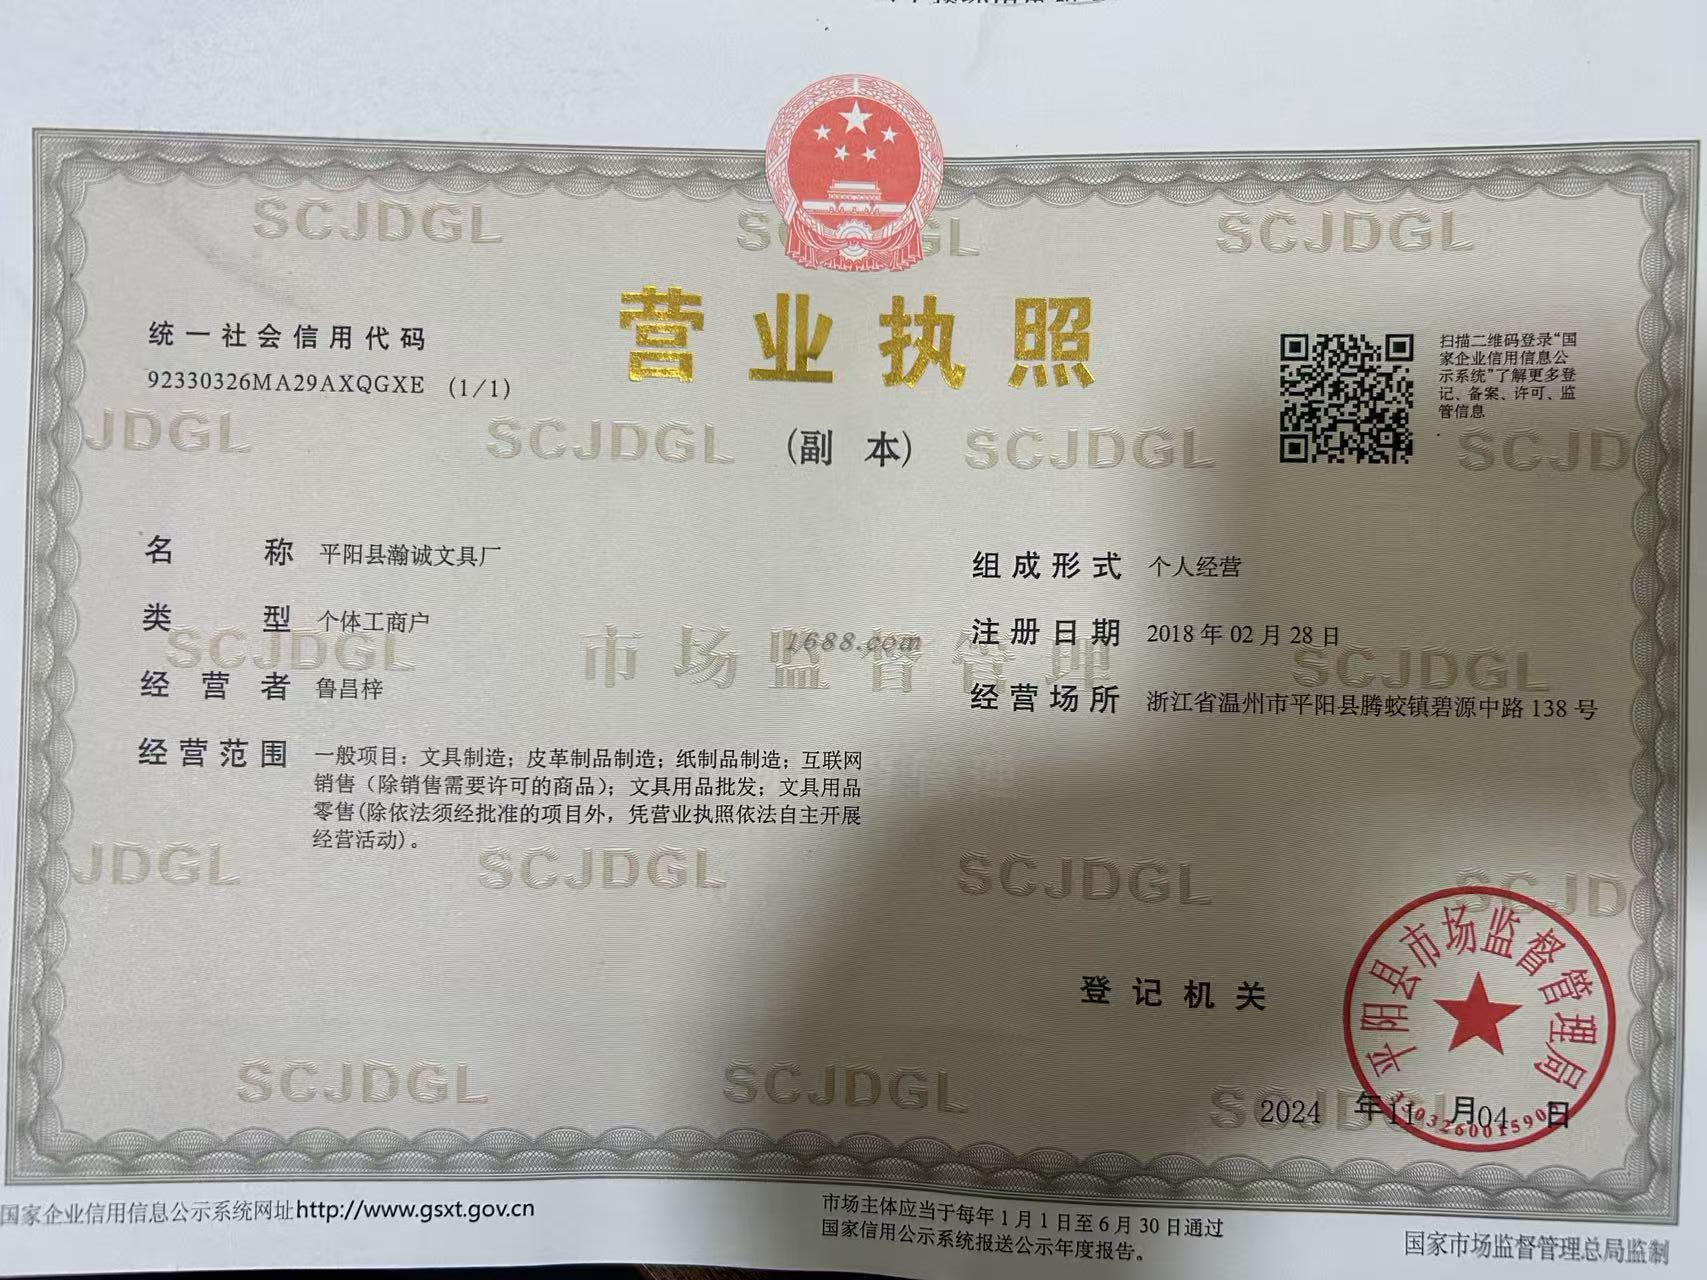 SCJDGL SCJDGL SCJDGL
营业执照
统一社会信用代码
92330326MA29AXQGXE (1/1)
扫描二维码登录“国
家企业信用信息公
示系统”了解更多登
记、备案、许可、监
管信息
(副 本)
JDGL SCJDGL SCJDGL SCJD
名 称 平阳县瀚诚文具厂
类 型 个体工商户
经营者 鲁昌梓
经营范围 一般项目：文具制造；皮革制品制造；纸制品制造；互联网
销售（除销售需要许可的商品）；文具用品批发；文具用品
零售(除依法须经批准的项目外，凭营业执照依法自主开展
经营活动)。
组成形式 个人经营
注册日期 2018年02月28日
经营场所 浙江省温州市平阳县腾蛟镇碧源中路138号
SCJDGL 市场监督管理 SCJDGL
1688.com
JDGL SCJDGL SCJDGL SCJD
登记机关
平阳县市场监督管理局
2024 年11 月04 日
SCJDGL SCJDGL SCJDGL
国家企业信用信息公示系统网址http://www.gsxt.gov.cn
市场主体应当于每年1月1日至6月30日通过
国家信用公示系统报送公示年度报告。
国家市场监督管理总局监制